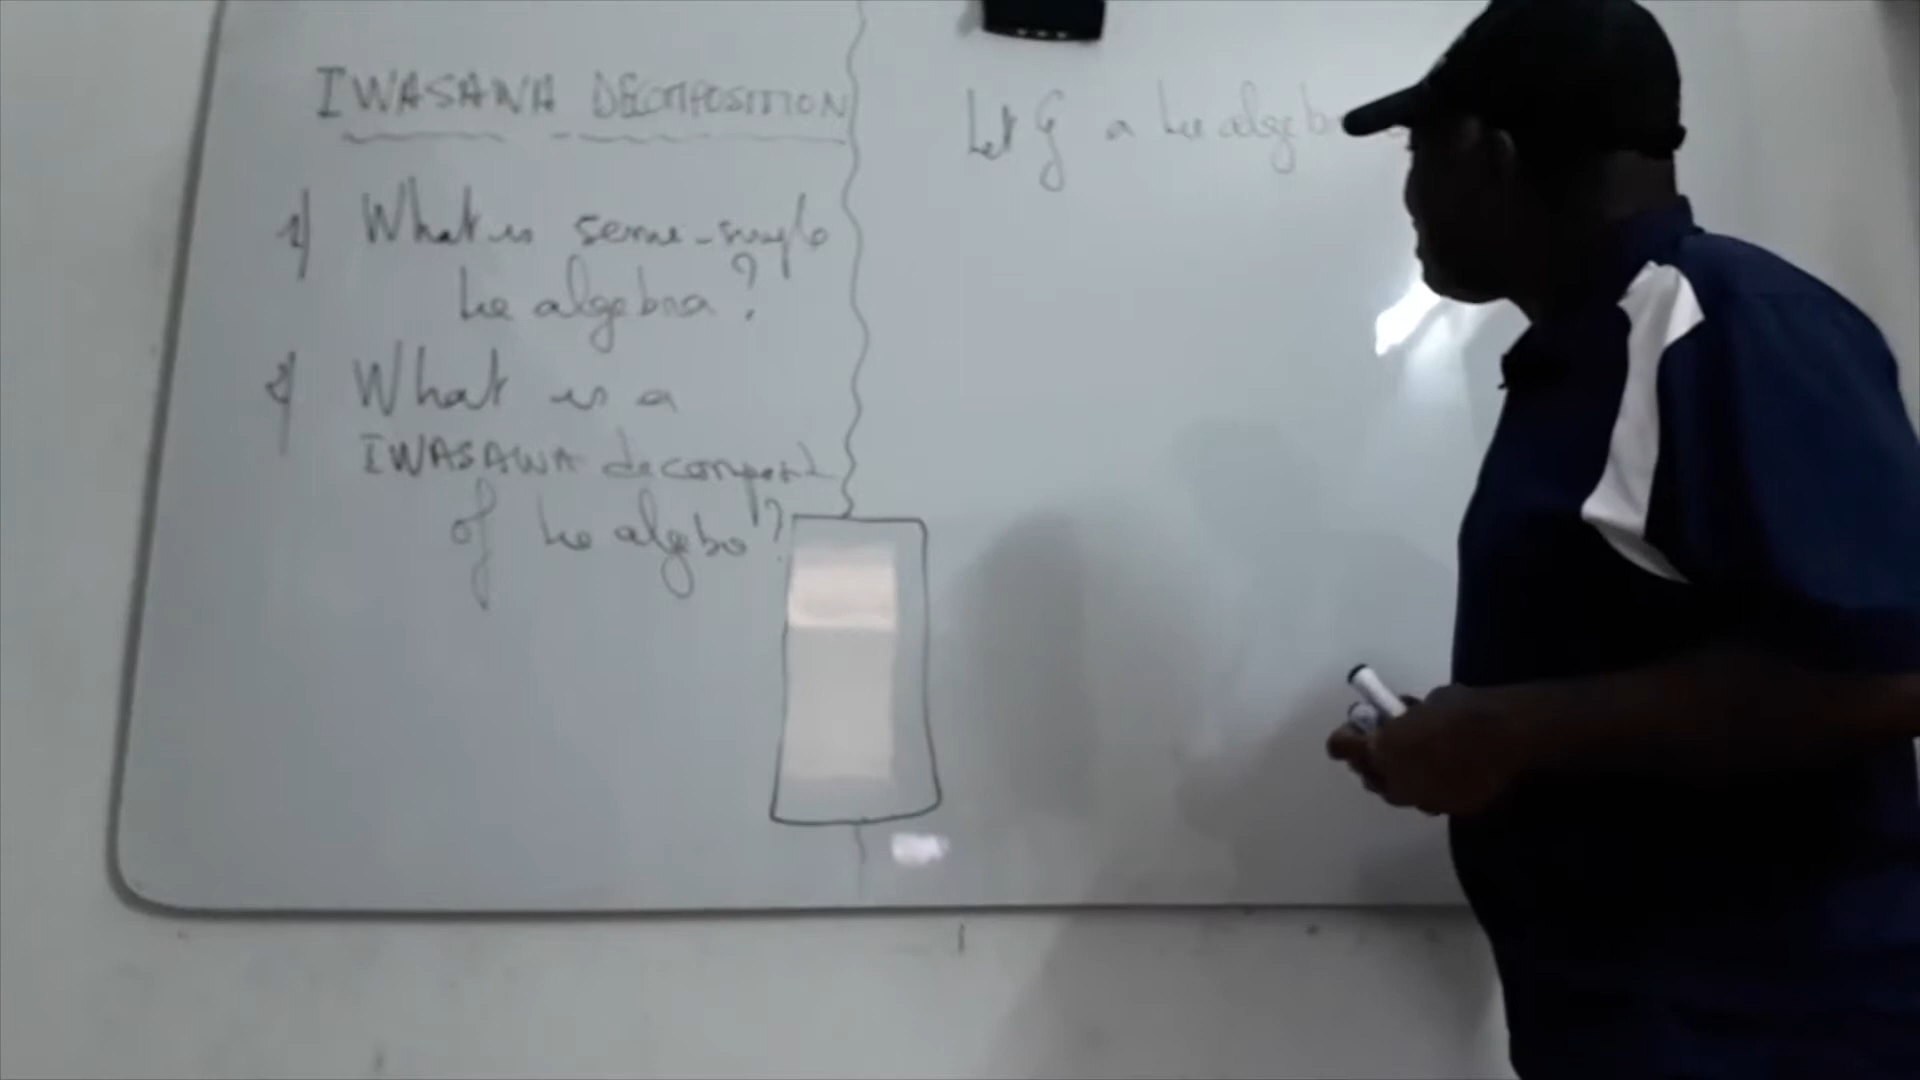 IWASAWA DECOMPOSITION
1) What is semi-simple
Lie algebra?
2) What is a
IWASAWA decomposit
of Lie algebra?
Let G a Lie algebra